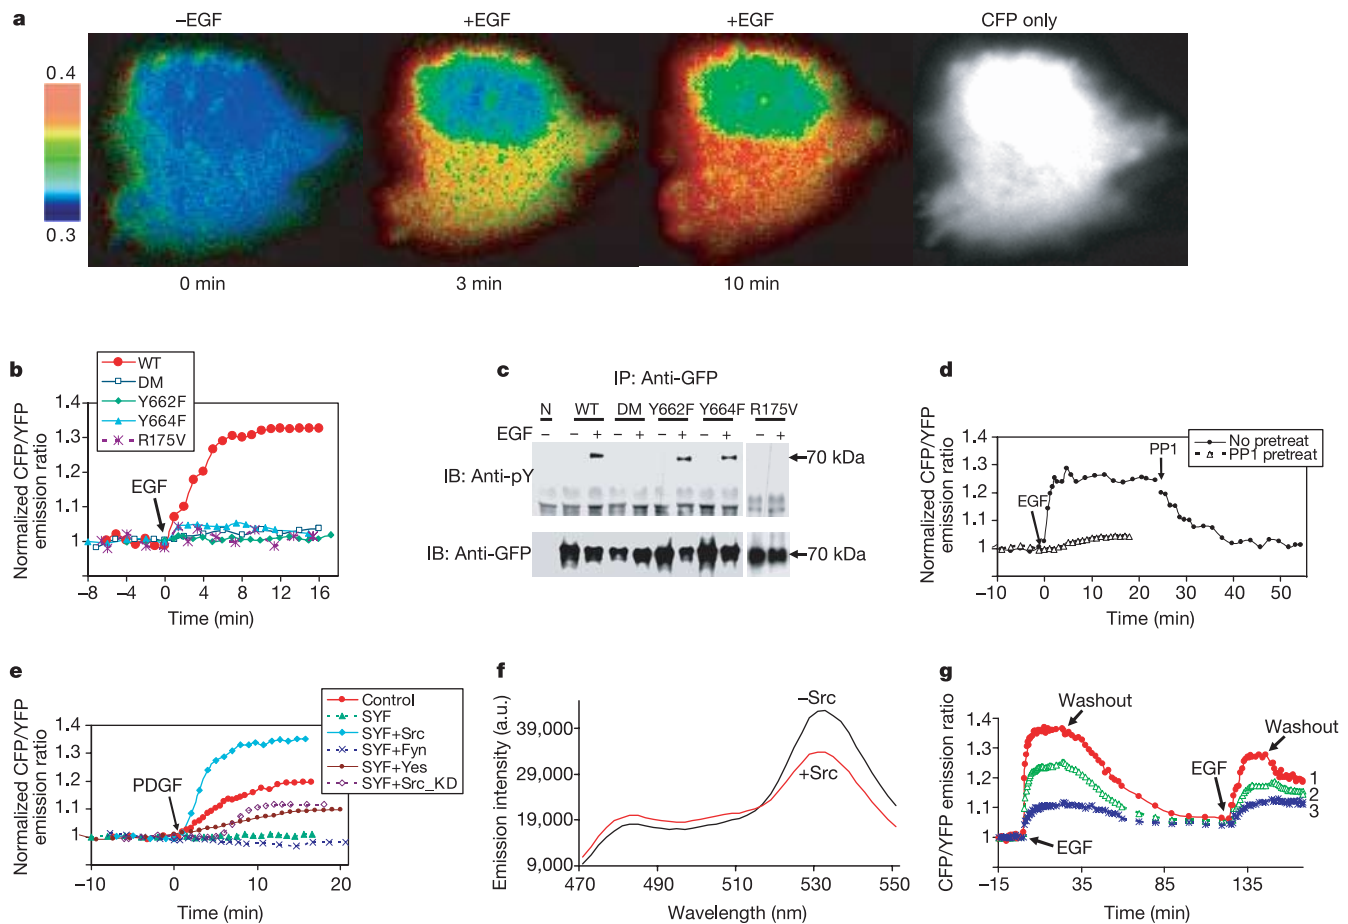 a
–EGF +EGF +EGF CFP only
0.4
0.3
0 min 3 min 10 min
b
WT
DM
Y662F
Y664F
R175V
Normalized CFP/YFP
emission ratio
1.4
1.3
1.2
1.1
1
EGF
–8 –4 0 4 8 12 16
Time (min)
c
IP: Anti-GFP
N WT DM Y662F Y664F R175V
EGF – – + – + – + – + – +
IB: Anti-pY
70 kDa
IB: Anti-GFP
70 kDa
d
No pretreat
PP1 pretreat
Normalized CFP/YFP
emission ratio
1.4
1.3
1.2
1.1
1
EGF
PP1
–10 0 10 20 30 40 50
Time (min)
e
Control
SYF
SYF+Src
SYF+Fyn
SYF+Yes
SYF+Src_KD
Normalized CFP/YFP
emission ratio
1.4
1.3
1.2
1.1
1
PDGF
–10 0 10 20
Time (min)
f
Emission intensity (a.u.)
39,000
29,000
19,000
9,000
–Src
+Src
470 490 510 530 550
Wavelength (nm)
g
CFP/YFP emission ratio
1.4
1.3
1.2
1.1
1
Washout
Washout
EGF
EGF
1
2
3
–15 35 85 135
Time (min)